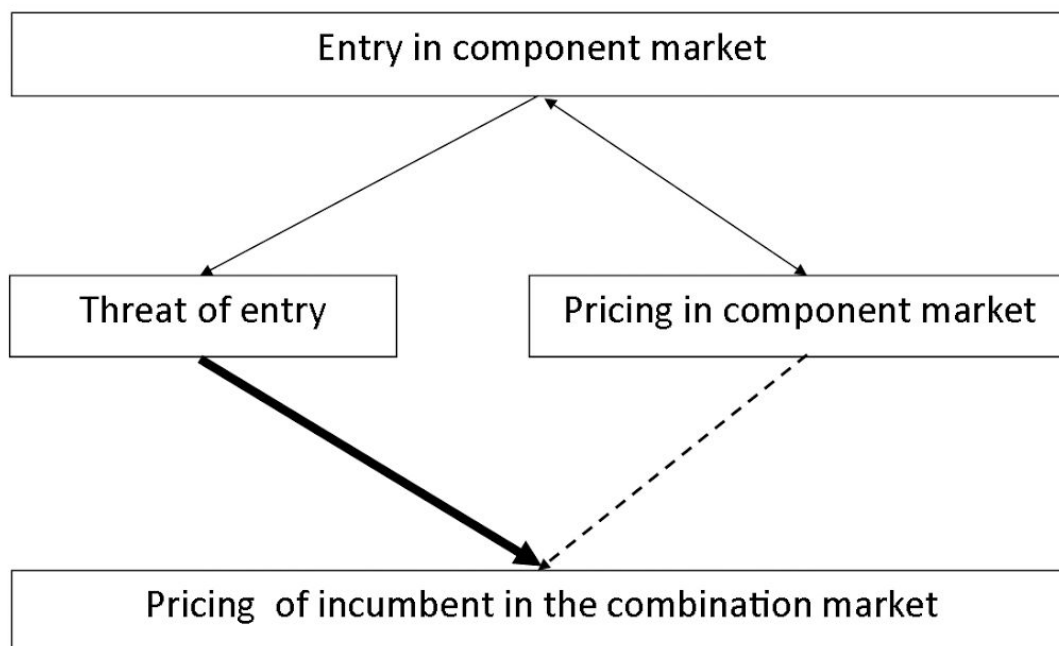 Entry in component market
Threat of entry
Pricing in component market
Pricing of incumbent in the combination market